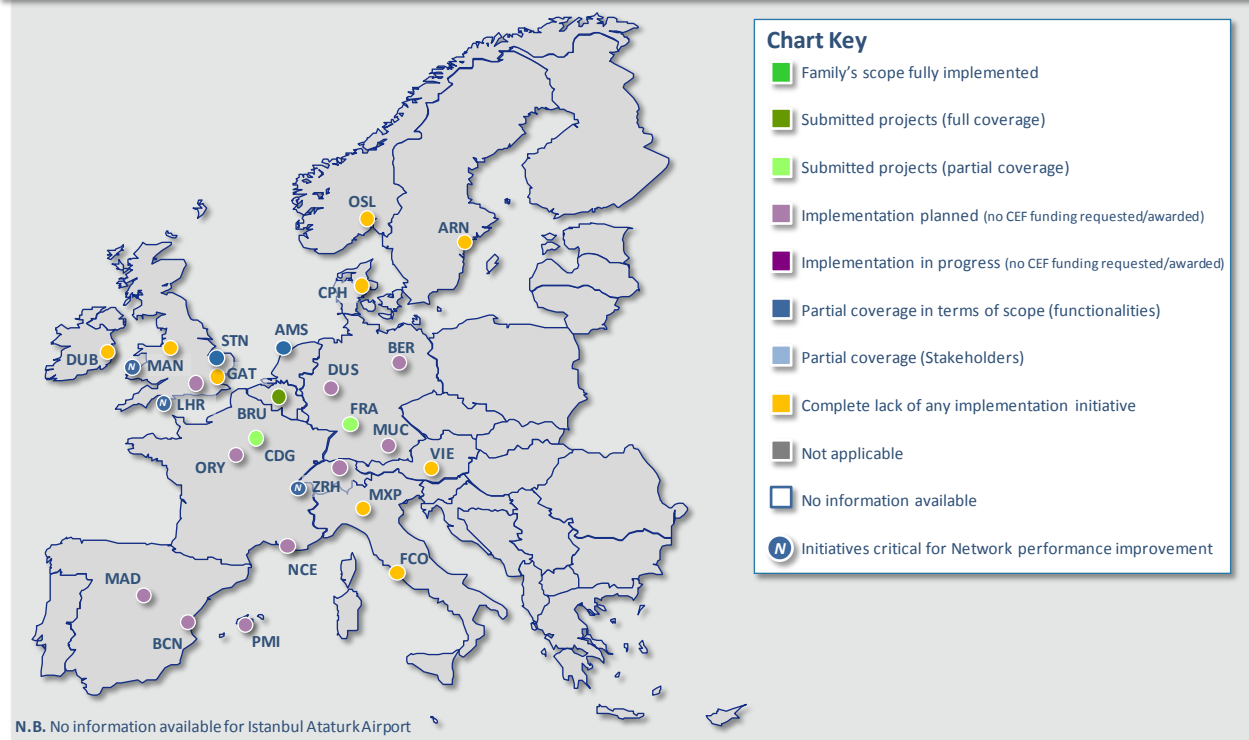 Chart Key
Family's scope fully implemented
Submitted projects (full coverage)
Submitted projects (partial coverage)
Implementation planned (no CEF funding requested/awarded)
Implementation in progress (no CEF funding requested/awarded)
Partial coverage in terms of scope (functionalities)
Partial coverage (Stakeholders)
Complete lack of any implementation initiative
Not applicable
No information available
N Initiatives critical for Network performance improvement
OSL
ARN
CPH
STN
AMS
DUB
N MAN
GAT
BER
DUS
N LHR
BRU
FRA
MUC
ORY
CDG
VIE
N ZRH
MXP
NCE
FCO
MAD
BCN
PMI
N.B. No information available for Istanbul Ataturk Airport